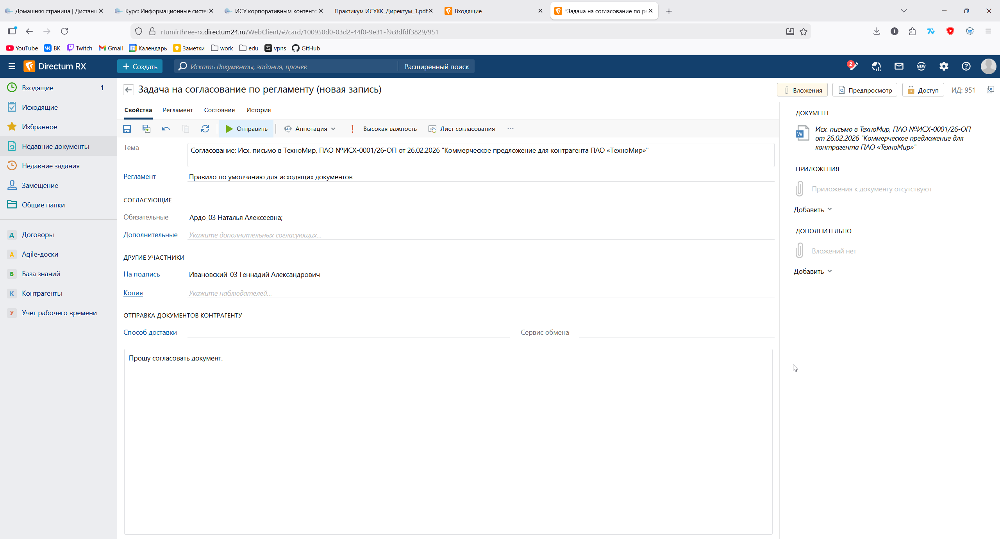 Домашняя страница | Дистанц
Курс: Информационные систе
ИСУ корпоративным контенто
Практикум ИСУКК_Директум_1.pdf
Входящие
*Задача на согласование по ре
rtumirthree-rx.directum24.ru/WebClient/#/card/100950d0-03d2-44f0-9e31-f9c8dfdf3829/951
YouTube
ВК
Twitch
Gmail
Календарь
Заметки
work
edu
vpns
GitHub
Directum RX
Создать
Искать документы, задания, прочее
Расширенный поиск
2
NEW
Входящие 1
Исходящие
Избранное
Недавние документы
Недавние задания
Замещение
Общие папки
Д Договоры
A Agile-доски
Б База знаний
К Контрагенты
У Учет рабочего времени
Задача на согласование по регламенту (новая запись)
Вложения
Предпросмотр
Доступ
ИД: 951
Свойства
Регламент
Состояние
История
Отправить
AI Аннотация
Высокая важность
Лист согласования
Тема
Согласование: Исх. письмо в ТехноМир, ПАО №ИСХ-0001/26-ОП от 26.02.2026 "Коммерческое предложение для контрагента ПАО «ТехноМир»"
Регламент
Правило по умолчанию для исходящих документов
СОГЛАСУЮЩИЕ
Обязательные
Ардо_03 Наталья Алексеевна;
Дополнительные
Укажите дополнительных согласующих...
ДРУГИЕ УЧАСТНИКИ
На подпись
Ивановский_03 Геннадий Александрович
Копия
Укажите наблюдателей...
ОТПРАВКА ДОКУМЕНТОВ КОНТРАГЕНТУ
Способ доставки
Сервис обмена
Прошу согласовать документ.
ДОКУМЕНТ
Исх. письмо в ТехноМир, ПАО №ИСХ-0001/26-ОП
от 26.02.2026 "Коммерческое предложение для
контрагента ПАО «ТехноМир»"
ПРИЛОЖЕНИЯ
Приложения к документу отсутствуют
Добавить
ДОПОЛНИТЕЛЬНО
Вложений нет
Добавить